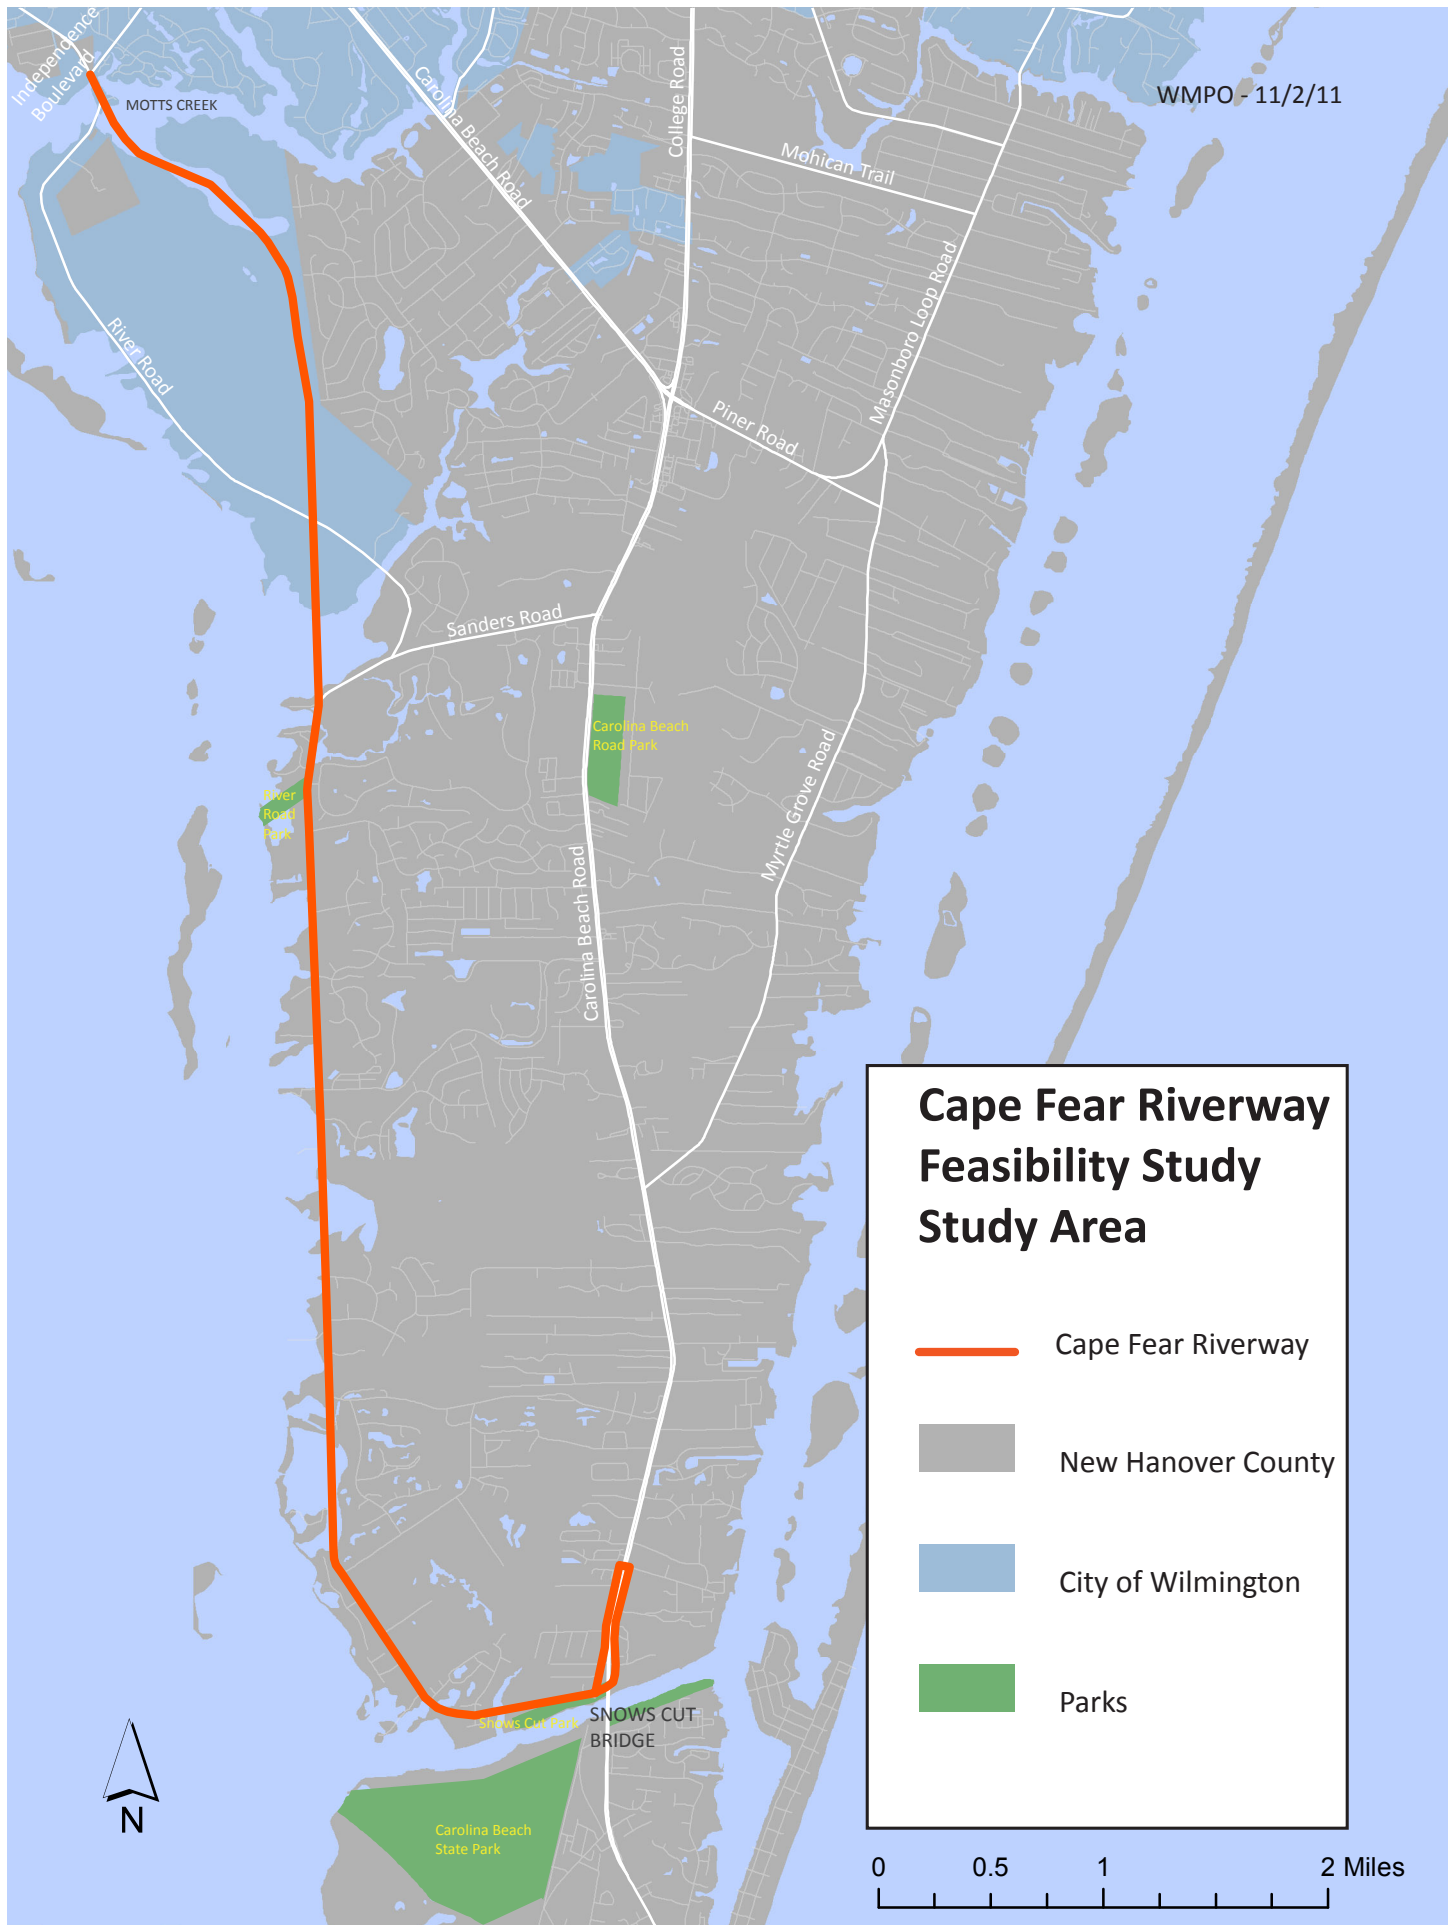 Independence
Boulevard
MOTTS CREEK
Carolina Beach Road
College Road
WMPO - 11/2/11
Mohican Trail
Masonboro Loop Road
River Road
Piner Road
Sanders Road
Carolina Beach
Road Park
River
Road
Park
Myrtle Grove Road
Carolina Beach Road
Cape Fear Riverway
Feasibility Study
Study Area
Cape Fear Riverway
New Hanover County
City of Wilmington
Parks
Snows Cut Park
SNOWS CUT
BRIDGE
Carolina Beach
State Park
N
0 0.5 1 2 Miles